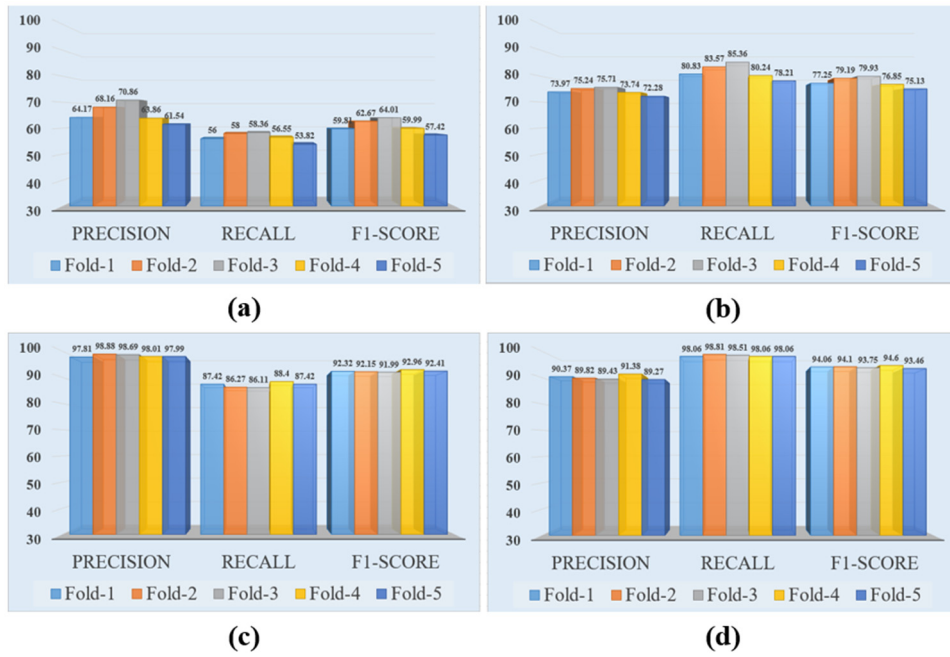 100
90
80
70
60
50
40
30
64.17 68.16 70.86 63.86 61.54
56 58 58.36 56.55 53.82
59.81 62.67 64.01 59.99 57.42
PRECISION RECALL F1-SCORE
Fold-1 Fold-2 Fold-3 Fold-4 Fold-5
(a)
100
90
80
70
60
50
40
30
73.97 75.24 75.71 73.74 72.28
80.83 83.57 85.36 80.24 78.21
77.25 79.19 79.93 76.85 75.13
PRECISION RECALL F1-SCORE
Fold-1 Fold-2 Fold-3 Fold-4 Fold-5
(b)
100
90
80
70
60
50
40
30
97.81 98.88 98.69 98.01 97.99
87.42 86.27 86.11 88.4 87.42
92.32 92.15 91.99 92.96 92.41
PRECISION RECALL F1-SCORE
Fold-1 Fold-2 Fold-3 Fold-4 Fold-5
(c)
100
90
80
70
60
50
40
30
90.37 89.82 89.43 91.38 89.27
98.06 98.81 98.51 98.06 98.06
94.06 94.1 93.75 94.6 93.46
PRECISION RECALL F1-SCORE
Fold-1 Fold-2 Fold-3 Fold-4 Fold-5
(d)